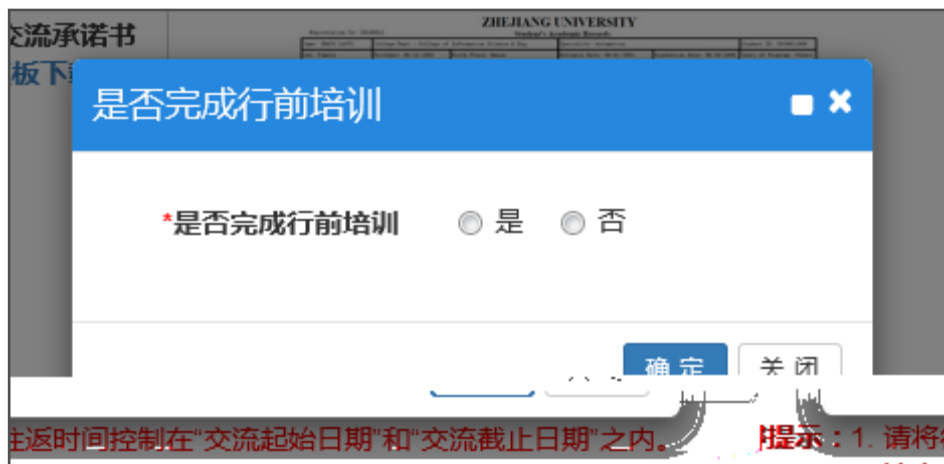 交流承诺书
ZHEJIANG UNIVERSITY
Student's Academic Records
板下
是否完成行前培训
*是否完成行前培训 是 否
确定 关闭
往返时间控制在“交流起始日期”和“交流截止日期”之内。 提示：1. 请将